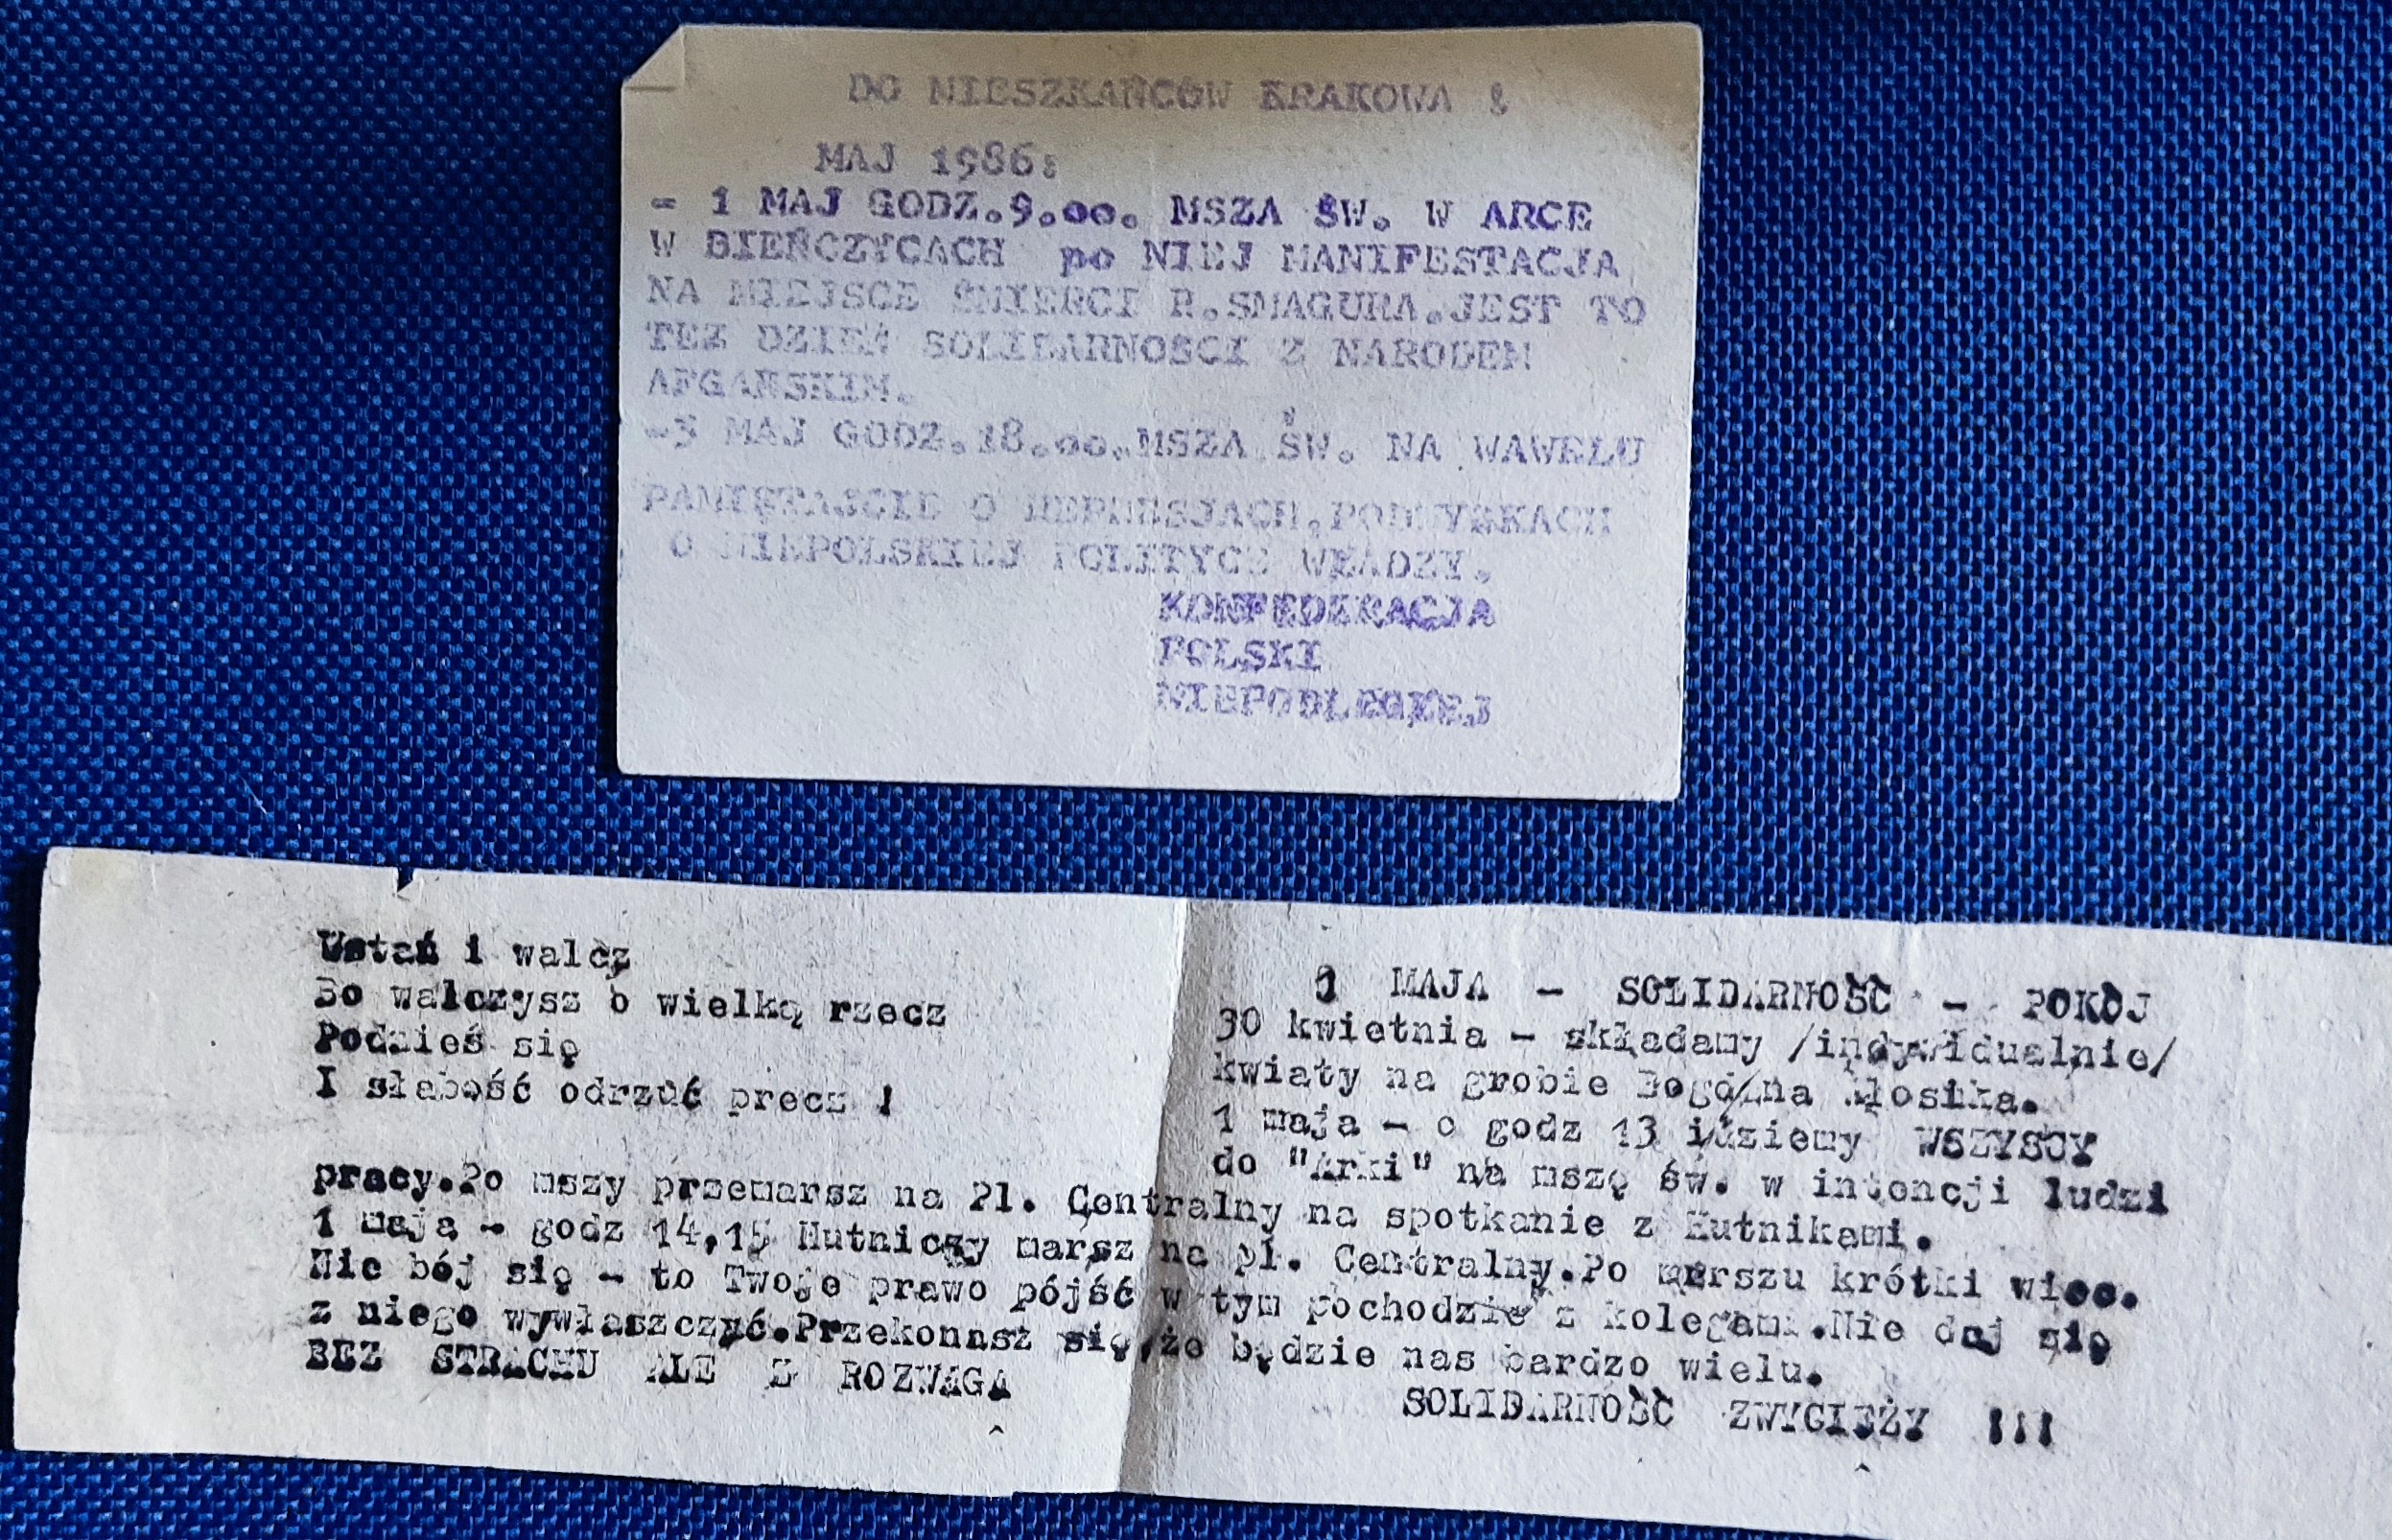 DO MIESZKAŃCÓW KRAKOWA !
MAJ 1986:
- 1 MAJ GODZ.9.oo. MSZA ŚW. W ARCE
W BIEŃCZYCACH po NIEJ MANIFESTACJA
NA MIEJSCE ŚMIERCI R.SMAGURA.JEST TO
TEŻ DZIEŃ SOLIDARNOŚCI Z NARODEM
AFGAŃSKIM.
-3 MAJ GODZ.18.oo.MSZA ŚW. NA WAWELU
PAMIĘTAJCIE O REPRESJACH,PODWYŻKACH
O NIEPOLSKIEJ POLITYCE WŁADZY.
KONFEDERACJA
POLSKI
NIEPODLEGŁEJ
Wstań i walcz
Bo walczysz o wielką rzecz
Podnieś się
I słabość odrzuć precz !
1 MAJA - SOLIDARNOŚĆ - POKÓJ
30 kwietnia - składamy /indywidualnie/
kwiaty na grobie Bogdana Włosika.
1 maja - o godz 13 idziemy WSZYSCY
do "Arki" na mszę św. w intencji ludzi
pracy.Po mszy przemarsz na Pl. Centralny na spotkanie z Hutnikami.
1 maja - godz 14,15 Hutniczy marsz na pl. Centralny.Po marszu krótki wiec.
Nie bój się - to Twoje prawo pójść w tym pochodzie z kolegami.Nie daj się
z niego wywłaszczyć.Przekonasz się,że będzie nas bardzo wielu.
BEZ STRACHU ALE Z ROZWAGĄ
SOLIDARNOŚĆ ZWYCIĘŻY !!!